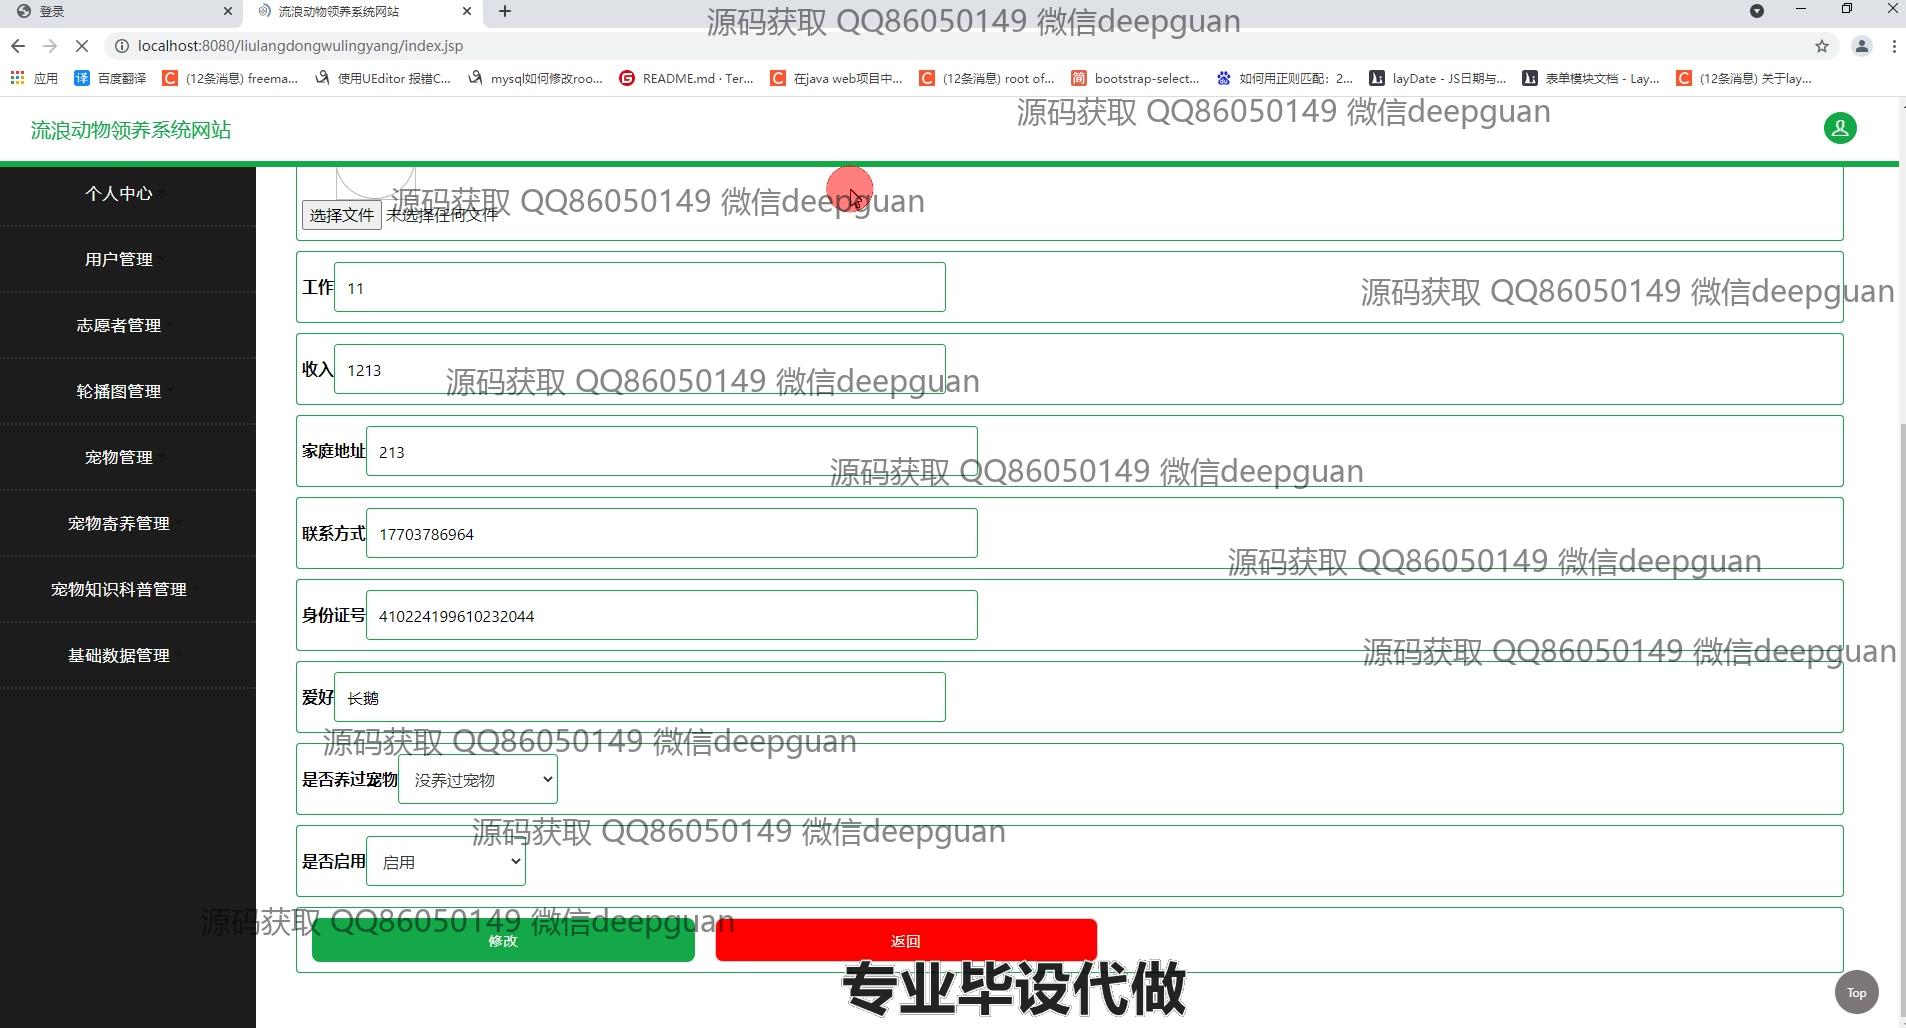 登录
流浪动物领养系统网站
源码获取 QQ86050149 微信deepguan
localhost:8080/liulangdongwulingyang/index.jsp
应用
百度翻译
(12条消息) freema...
使用UEditor 报错C...
mysql如何修改roo...
README.md · Ter...
在java web项目中...
(12条消息) root of...
bootstrap-select...
如何用正则匹配：2...
layDate - JS日期与...
表单模块文档 - Lay...
(12条消息) 关于lay...
源码获取 QQ86050149 微信deepguan
流浪动物领养系统网站
个人中心
用户管理
志愿者管理
轮播图管理
宠物管理
宠物寄养管理
宠物知识科普管理
基础数据管理
源码获取 QQ86050149 微信deepguan
选择文件 未选择任何文件
工作 11
源码获取 QQ86050149 微信deepguan
收入 1213
源码获取 QQ86050149 微信deepguan
家庭地址 213
源码获取 QQ86050149 微信deepguan
联系方式 17703786964
源码获取 QQ86050149 微信deepguan
身份证号 410224199610232044
源码获取 QQ86050149 微信deepguan
爱好 长鹅
源码获取 QQ86050149 微信deepguan
是否养过宠物 没养过宠物
源码获取 QQ86050149 微信deepguan
是否启用 启用
源码获取 QQ86050149 微信deepguan
修改
返回
专业毕设代做
Top